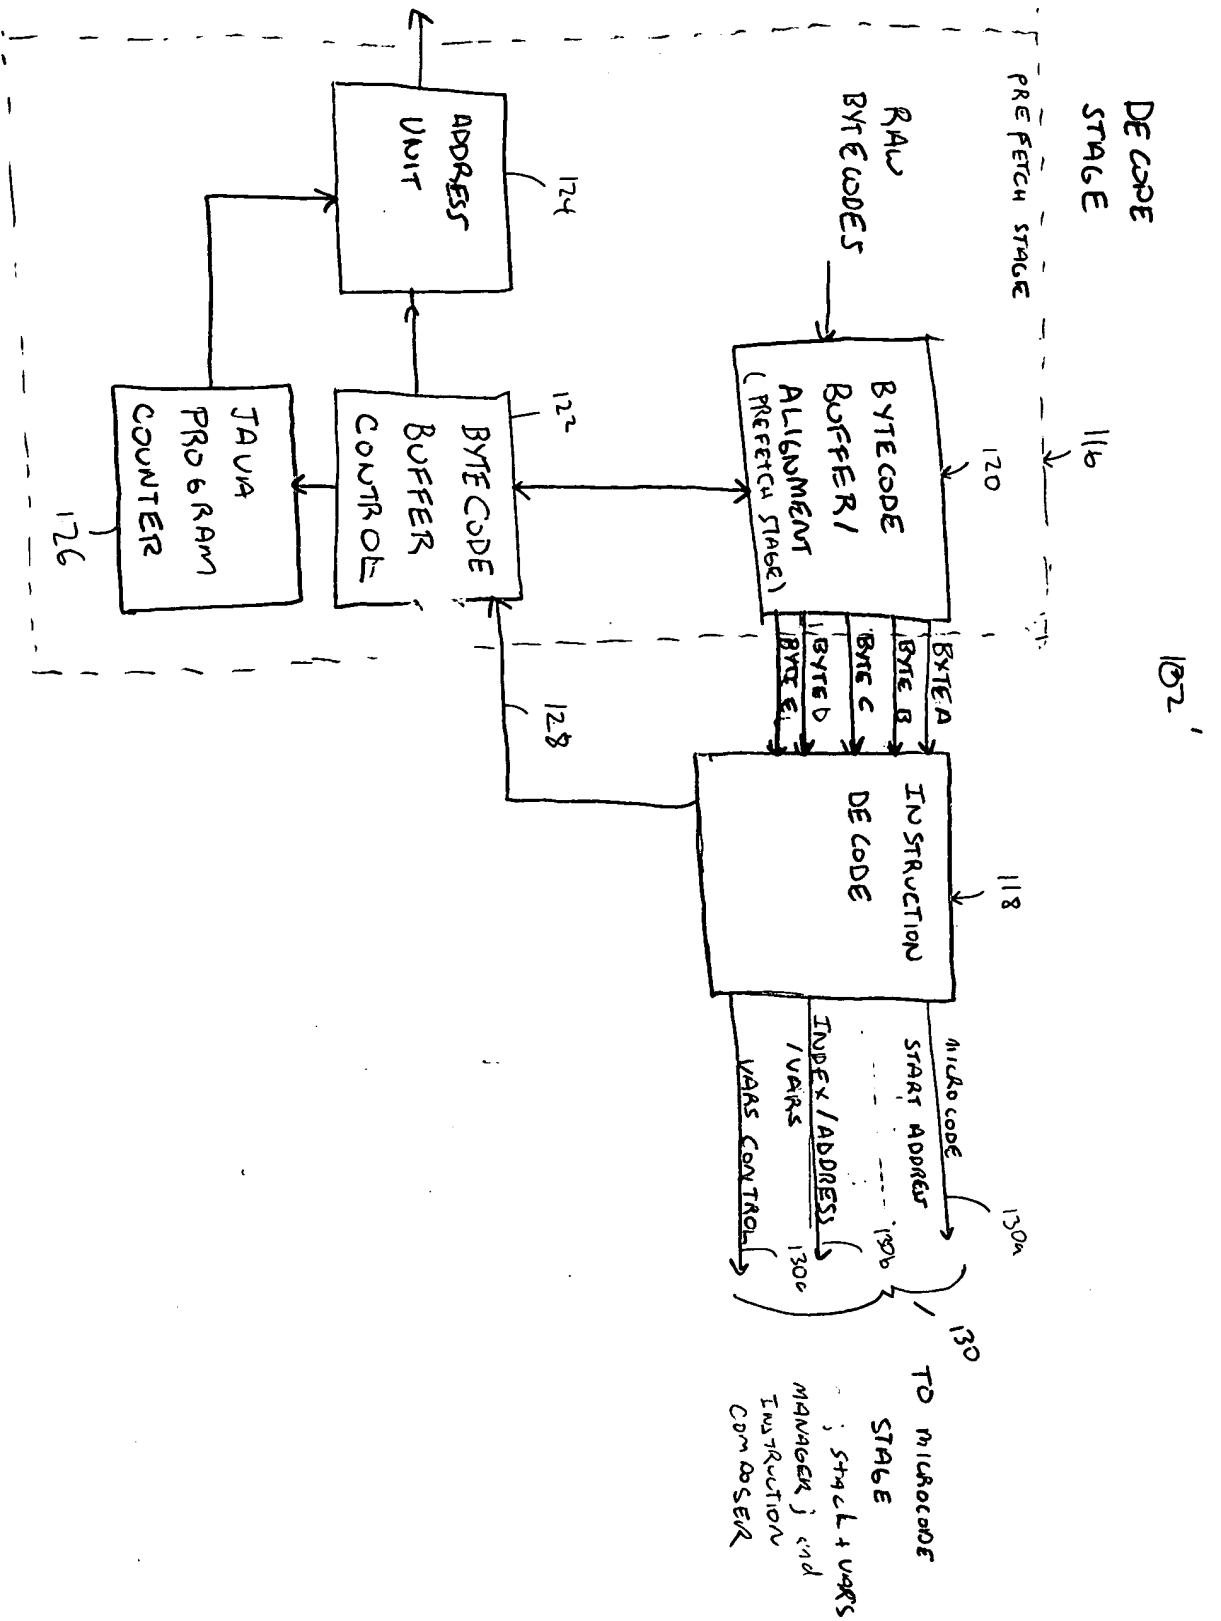 DECODE
STAGE
102'
PREFETCH STAGE
116
RAW
BYTECODES
120
BYTECODE
BUFFER/
ALIGNMENT
(PREFETCH STAGE)
BYTE A
BYTE B
BYTE C
BYTE D
BYTE E
118
INSTRUCTION
DECODE
MICROCODE
START ADDRESS
130a
INDEX/ADDRESS
/VARS
130b
VARS CONTROL
130c
130
TO MICROCODE
STAGE
; STACK + VARS
MANAGER; and
INSTRUCTION
COMPOSER
124
ADDRESS
UNIT
122
BYTECODE
BUFFER
CONTROL
128
JAVA
PROGRAM
COUNTER
126